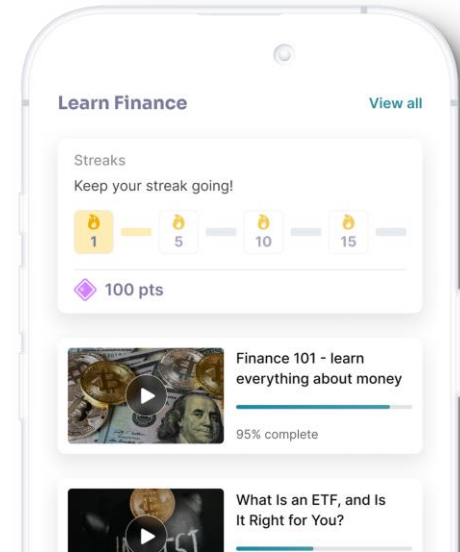 Learn Finance
View all
Streaks
Keep your streak going!
1
5
10
15
100 pts
Finance 101 - learn
everything about money
95% complete
What Is an ETF, and Is
It Right for You?